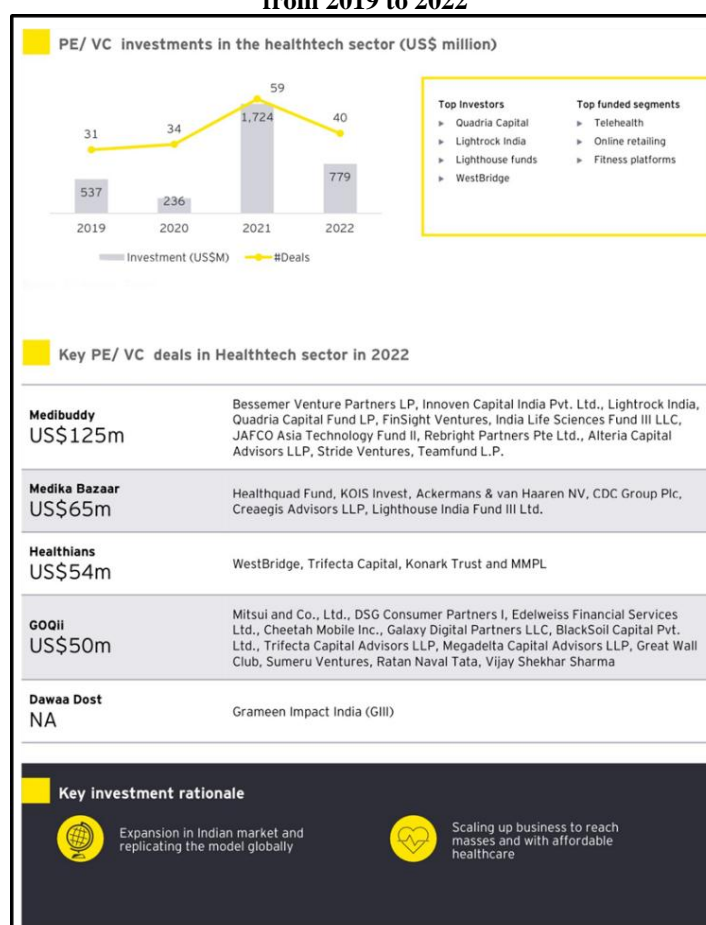 from 2019 to 2022
PE/ VC investments in the healthtech sector (US$ million)
59
1,724
40
34
31
779
537
236
2019 2020 2021 2022
Investment (US$M) #Deals
Top Investors
Quadria Capital
Lightrock India
Lighthouse funds
WestBridge
Top funded segments
Telehealth
Online retailing
Fitness platforms
Key PE/ VC deals in Healthtech sector in 2022
Medibuddy
US$125m
Bessemer Venture Partners LP, Innoven Capital India Pvt. Ltd., Lightrock India,
Quadria Capital Fund LP, FinSight Ventures, India Life Sciences Fund III LLC,
JAFCO Asia Technology Fund II, Rebright Partners Pte Ltd., Alteria Capital
Advisors LLP, Stride Ventures, Teamfund L.P.
Medika Bazaar
US$65m
Healthquad Fund, KOIS Invest, Ackermans & van Haaren NV, CDC Group Plc,
Creaegis Advisors LLP, Lighthouse India Fund III Ltd.
Healthians
US$54m
WestBridge, Trifecta Capital, Konark Trust and MMPL
GOQii
US$50m
Mitsui and Co., Ltd., DSG Consumer Partners I, Edelweiss Financial Services
Ltd., Cheetah Mobile Inc., Galaxy Digital Partners LLC, BlackSoil Capital Pvt.
Ltd., Trifecta Capital Advisors LLP, Megadelta Capital Advisors LLP, Great Wall
Club, Sumeru Ventures, Ratan Naval Tata, Vijay Shekhar Sharma
Dawaa Dost
NA
Grameen Impact India (GIII)
Key investment rationale
Expansion in Indian market and
replicating the model globally
Scaling up business to reach
masses and with affordable
healthcare